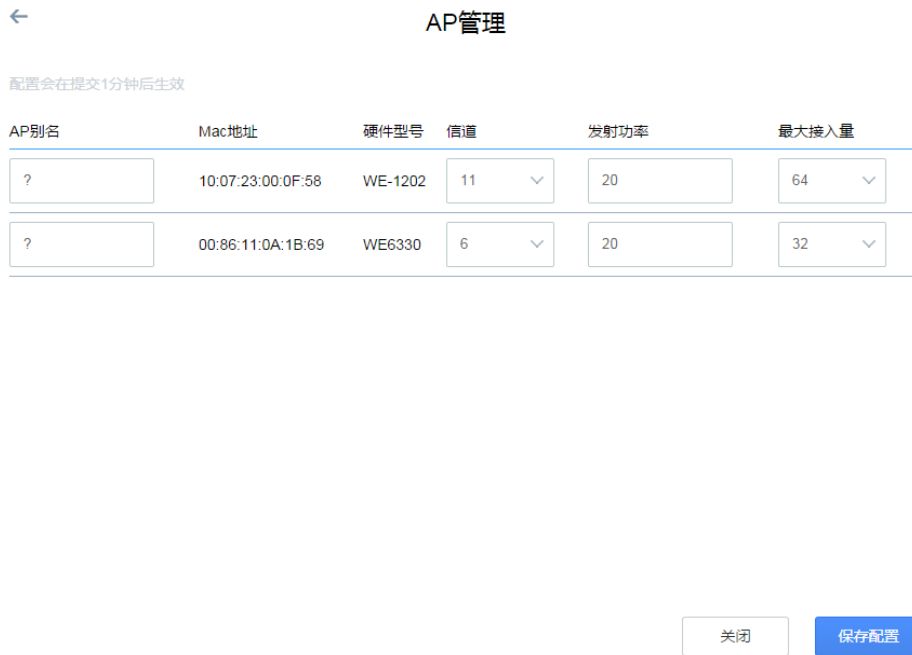 AP管理
配置会在提交1分钟后生效
AP别名 Mac地址 硬件型号 信道 发射功率 最大接入量
? 10:07:23:00:0F:58 WE-1202 11 20 64
? 00:86:11:0A:1B:69 WE6330 6 20 32
关闭 保存配置